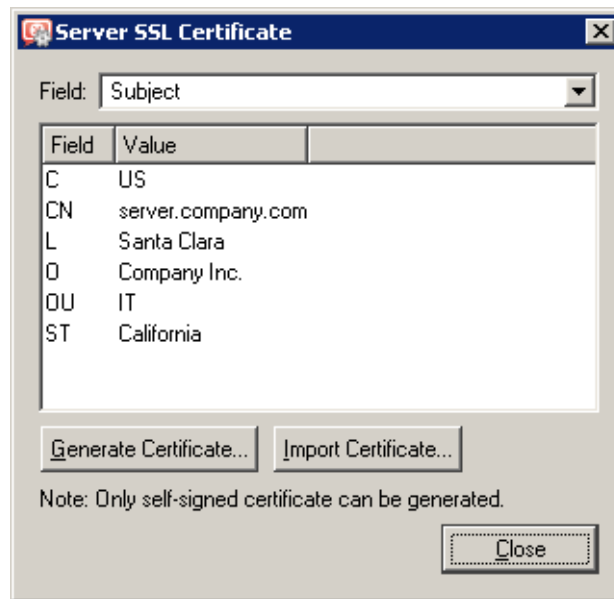 Server SSL Certificate
Field: Subject
Field Value
C US
CN server.company.com
L Santa Clara
O Company Inc.
OU IT
ST California
Generate Certificate... Import Certificate...
Note: Only self-signed certificate can be generated.
Close